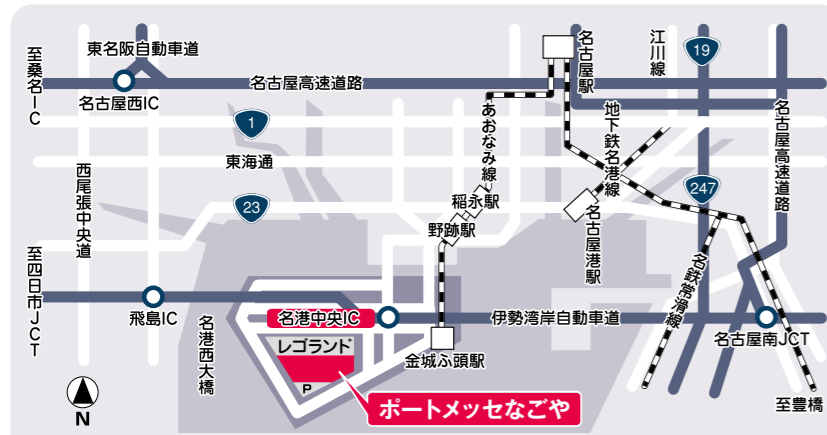 東名阪自動車道
至桑名IC
名古屋西IC
名古屋高速道路
名古屋駅
江川線
19
1
東海通
あおなみ線
地下鉄名港線
名古屋高速道路
西尾張中央道
23
稲永駅
野跡駅
名古屋港駅
247
名鉄常滑線
至四日市JCT
飛島IC
名港西大橋
名港中央IC
伊勢湾岸自動車道
名古屋南JCT
レゴランド
金城ふ頭駅
P
ポートメッセなごや
至豊橋
N